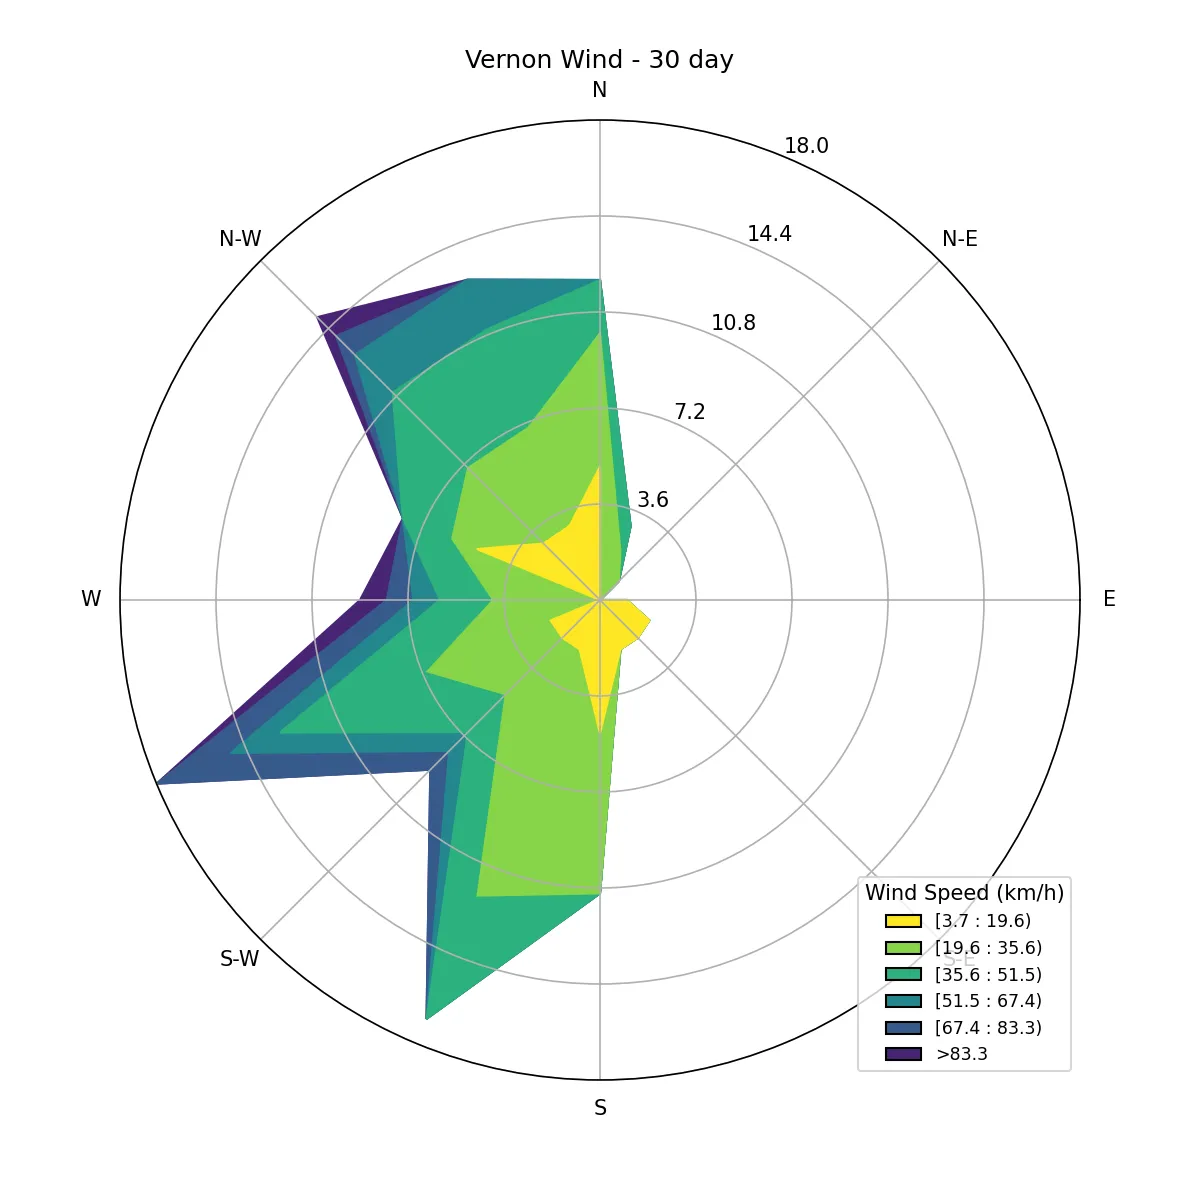 Vernon Wind - 30 day
N
18.0
14.4
N-W
N-E
10.8
7.2
3.6
W
E
S-W
S-E
S
Wind Speed (km/h)
[3.7 : 19.6)
[19.6 : 35.6)
[35.6 : 51.5)
[51.5 : 67.4)
[67.4 : 83.3)
>83.3